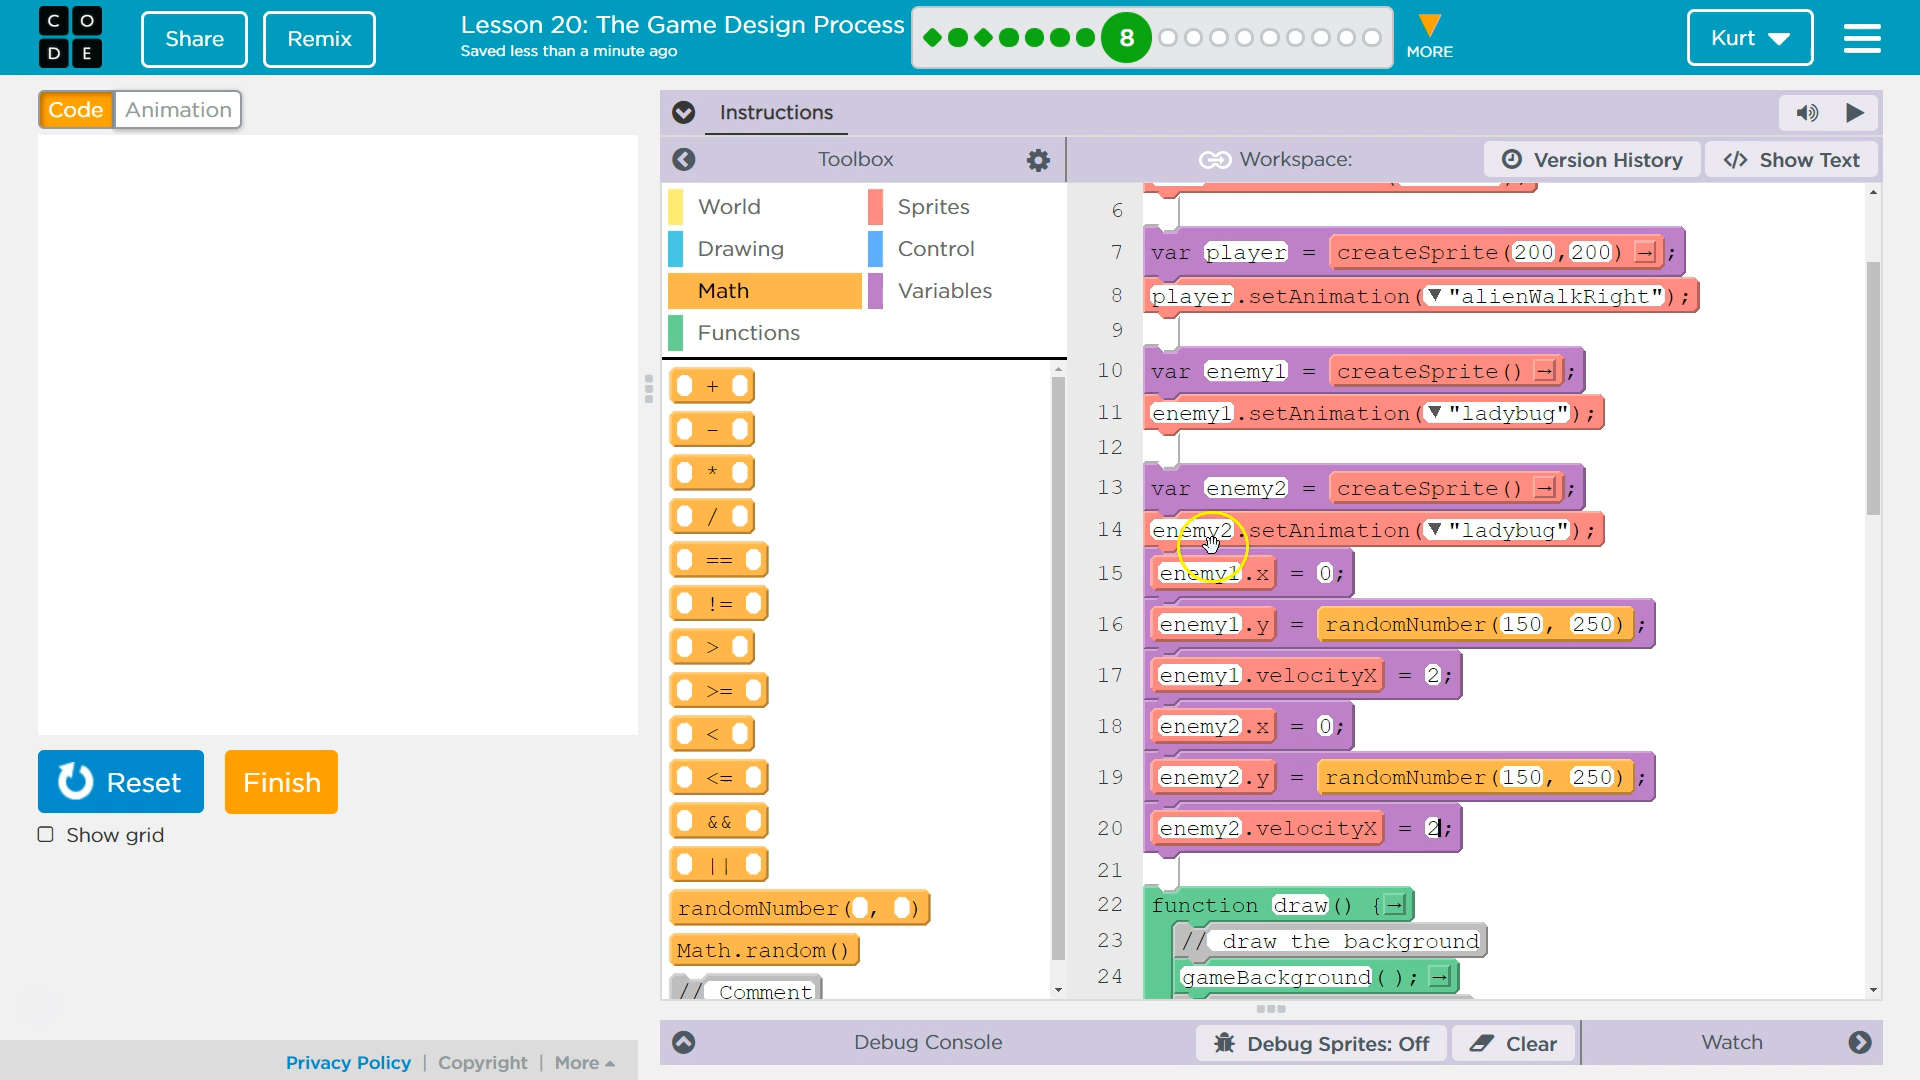 C O
D E
Share
Remix
Lesson 20: The Game Design Process
Saved less than a minute ago
8
MORE
Kurt
Code
Animation
Instructions
Toolbox
Workspace:
Version History
</> Show Text
World
Sprites
Drawing
Control
Math
Variables
Functions
+
-
*
/
==
!=
>
>=
<
<=
&&
||
randomNumber( , )
Math.random()
// Comment
6
7 var player = createSprite(200,200) → ;
8 player.setAnimation(▼ "alienWalkRight");
9
10 var enemy1 = createSprite() → ;
11 enemy1.setAnimation(▼ "ladybug");
12
13 var enemy2 = createSprite() → ;
14 enemy2.setAnimation(▼ "ladybug");
15 enemy1.x = 0;
16 enemy1.y = randomNumber(150, 250) ;
17 enemy1.velocityX = 2;
18 enemy2.x = 0;
19 enemy2.y = randomNumber(150, 250) ;
20 enemy2.velocityX = 2;
21
22 function draw() { →
23 // draw the background
24 gameBackground( ); →
Reset
Finish
Show grid
Debug Console
Debug Sprites: Off
Clear
Watch
Privacy Policy | Copyright | More